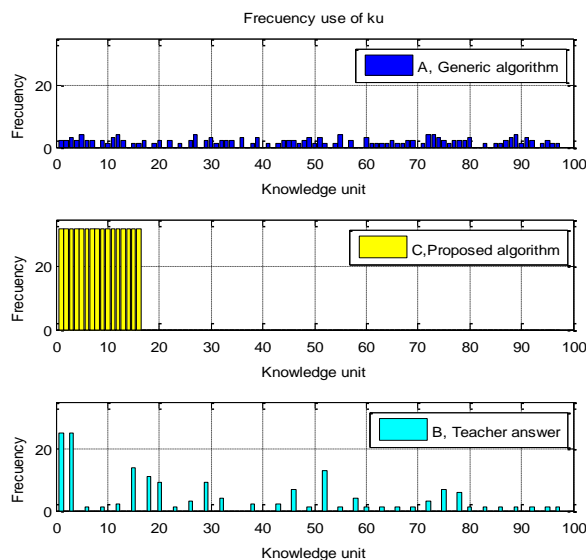 Frecuency use of ku
A, Generic algorithm
Frecuency
20
0
0 10 20 30 40 50 60 70 80 90 100
Knowledge unit
C,Proposed algorithm
Frecuency
20
0
0 10 20 30 40 50 60 70 80 90 100
Knowledge unit
B, Teacher answer
Frecuency
20
0
0 10 20 30 40 50 60 70 80 90 100
Knowledge unit